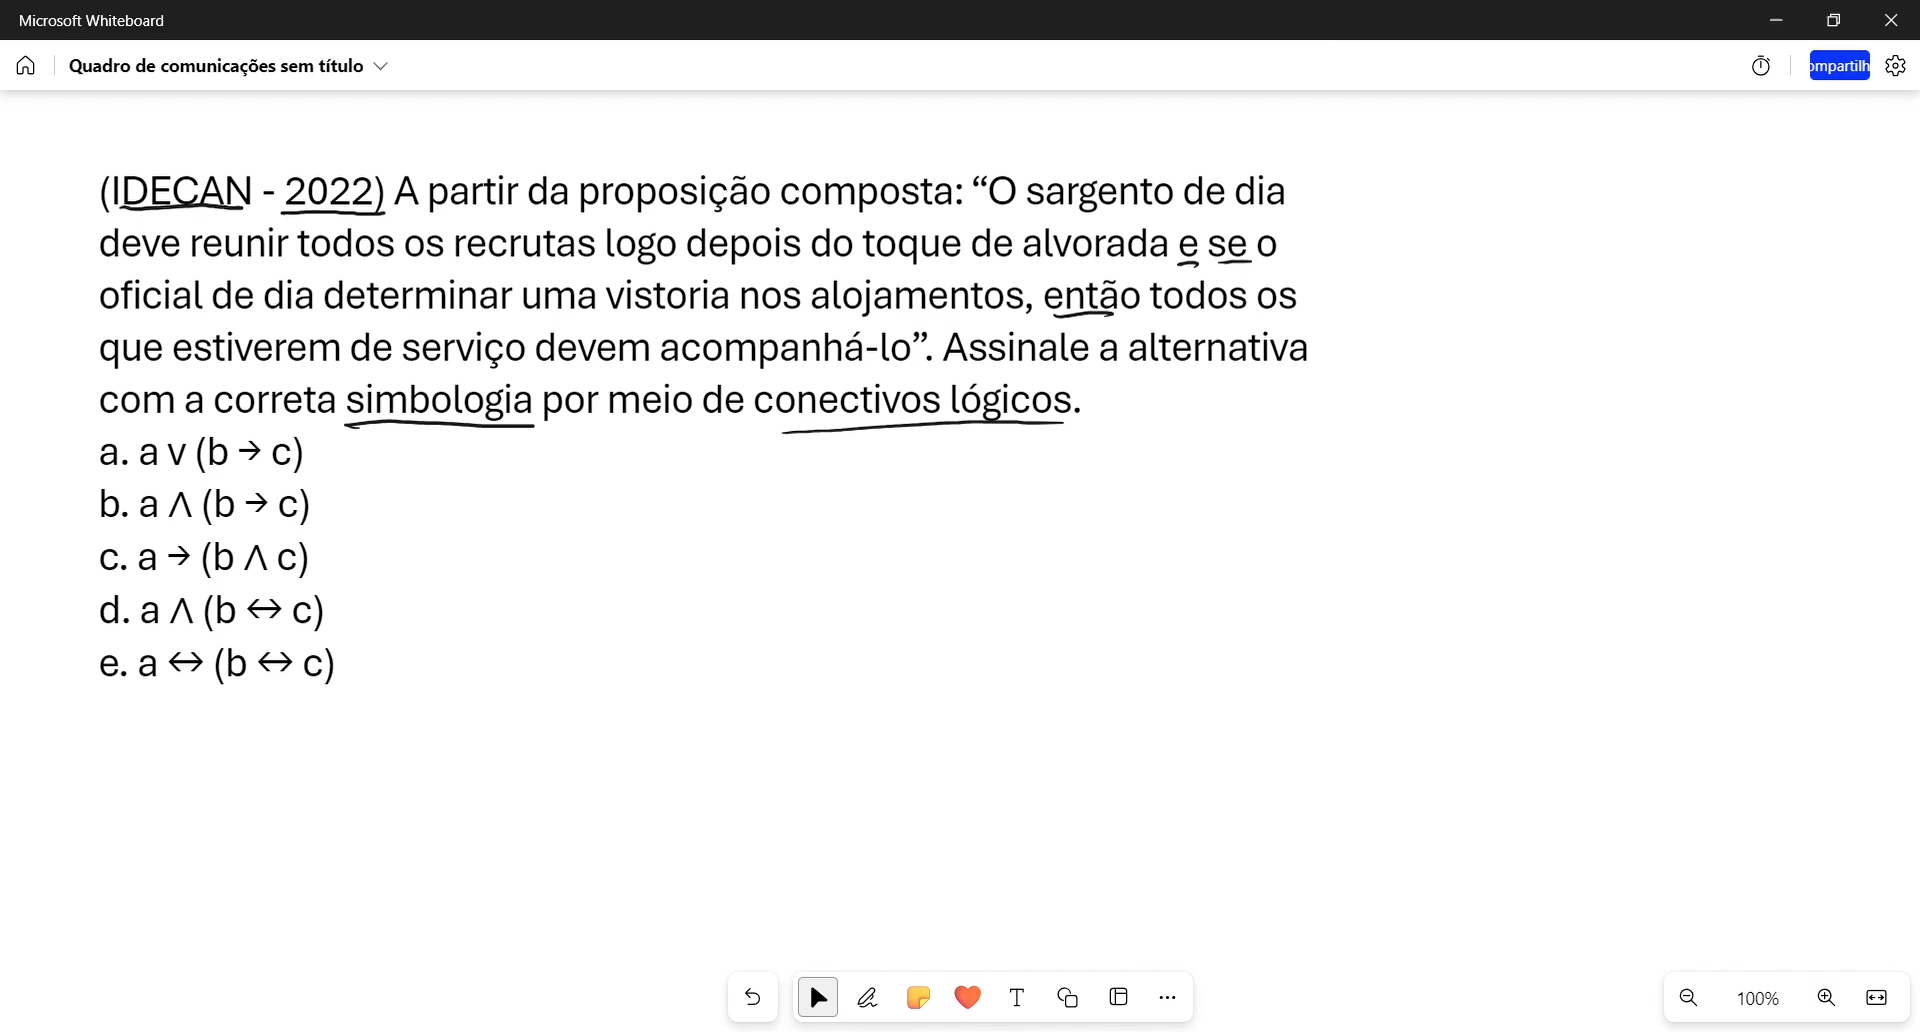 Microsoft Whiteboard
Quadro de comunicações sem título
ompartilh
(IDECAN - 2022) A partir da proposição composta: “O sargento de dia
deve reunir todos os recrutas logo depois do toque de alvorada e se o
oficial de dia determinar uma vistoria nos alojamentos, então todos os
que estiverem de serviço devem acompanhá-lo”. Assinale a alternativa
com a correta simbologia por meio de conectivos lógicos.
a. a v (b → c)
b. a Λ (b → c)
c. a → (b Λ c)
d. a Λ (b ↔ c)
e. a ↔ (b ↔ c)
100%